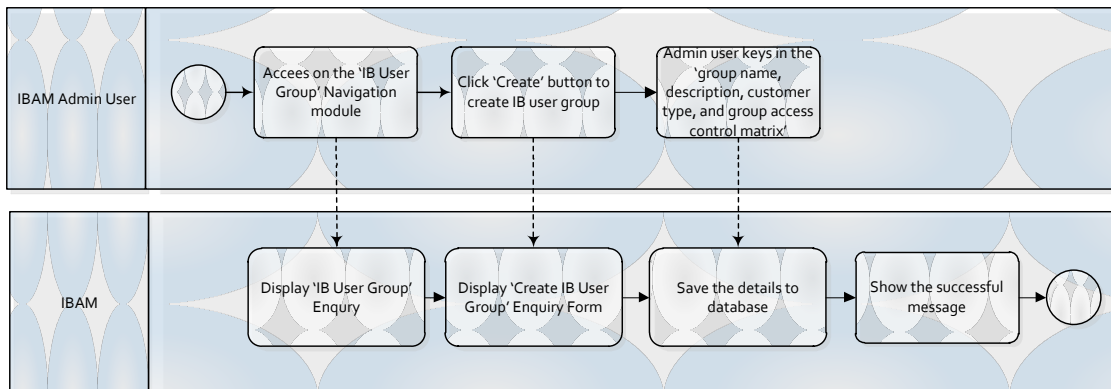 IBAM Admin User
Accees on the ‘IB User
Group’ Navigation
module
Click ‘Create’ button to
create IB user group
Admin user keys in the
‘group name,
description, customer
type, and group access
control matrix’
IBAM
Display ‘IB User Group’
Enqury
Display ‘Create IB User
Group’ Enquiry Form
Save the details to
database
Show the successful
message